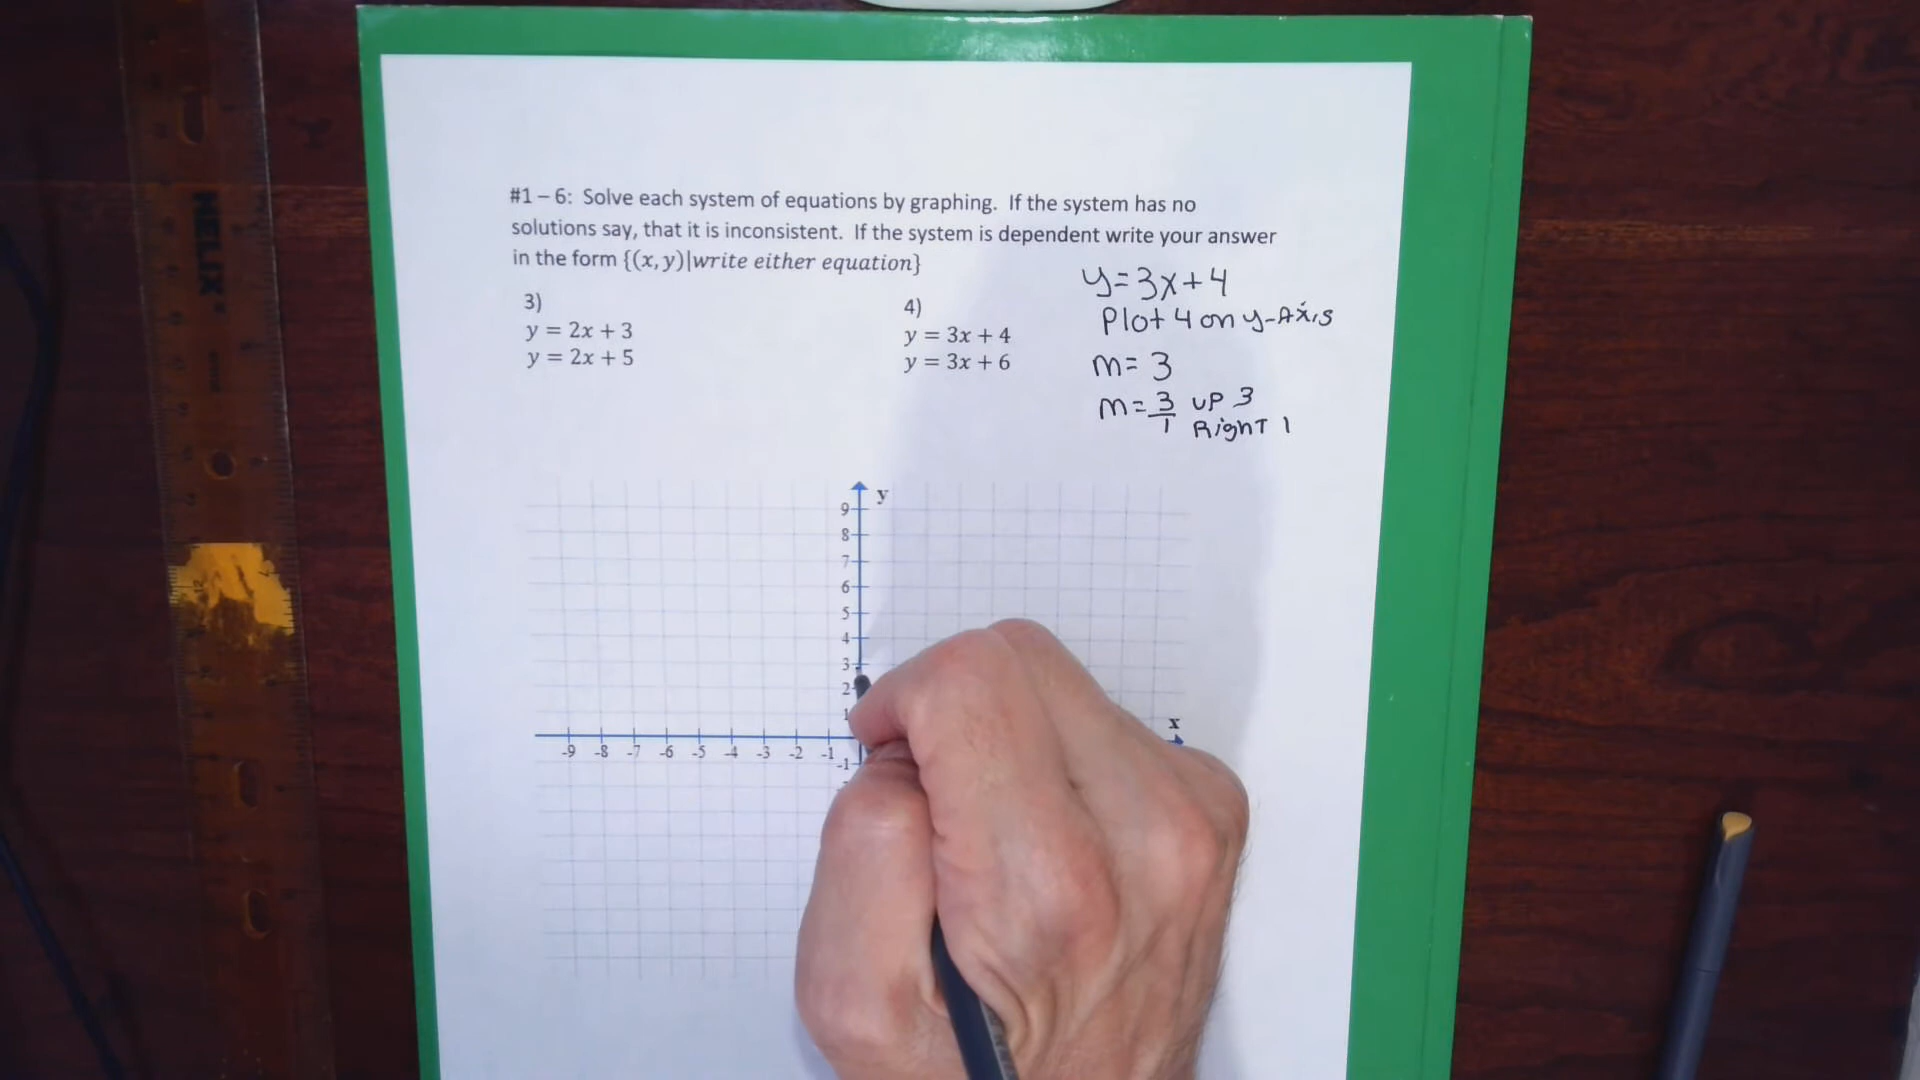 #1 – 6: Solve each system of equations by graphing. If the system has no
solutions say, that it is inconsistent. If the system is dependent write your answer
in the form {(x, y)|write either equation}
3)
y = 2x + 3
y = 2x + 5
4)
y = 3x + 4
y = 3x + 6
y=3x+4
Plot 4 on y-Axis
m= 3
m= 3/1 up 3
Right 1
y
9
8
7
6
5
4
3
2
1
x
-9 -8 -7 -6 -5 -4 -3 -2 -1
-1
HELIX